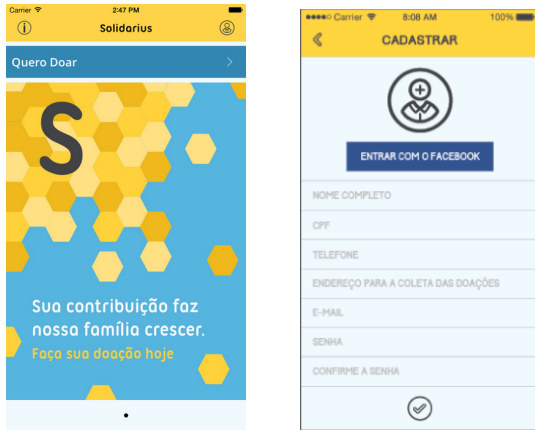 Carrier 2:47 PM
Solidarius
Quero Doar
S
Sua contribuição faz
nossa família crescer.
Faça sua doação hoje
Carrier 8:08 AM 100%
CADASTRAR
ENTRAR COM O FACEBOOK
NOME COMPLETO
CPF
TELEFONE
ENDEREÇO PARA A COLETA DAS DOAÇÕES
E-MAIL
SENHA
CONFIRME A SENHA